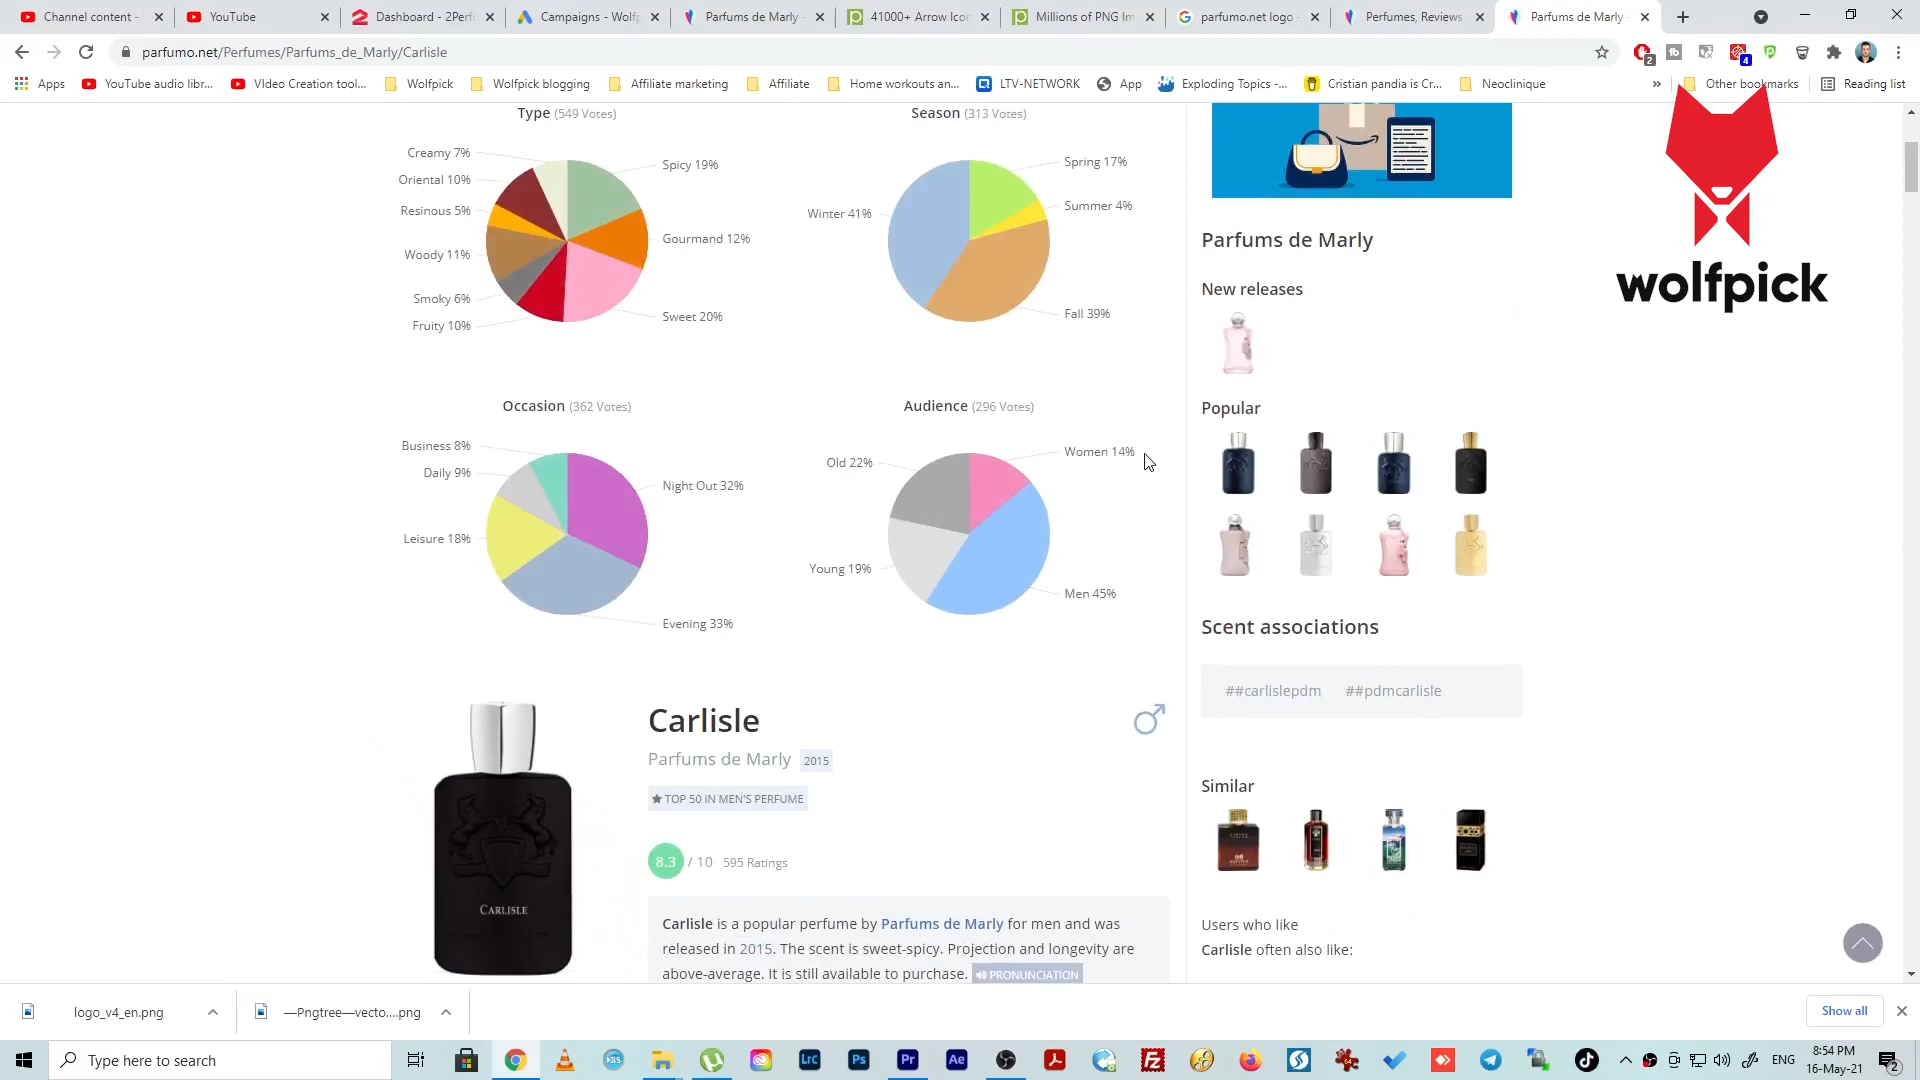 Channel content -
YouTube
Dashboard - 2Perf
Campaigns - Wolfp
Parfums de Marly -
41000+ Arrow Icon
Millions of PNG Im
parfumo.net logo -
Perfumes, Reviews
Parfums de Marly -
parfumo.net/Perfumes/Parfums_de_Marly/Carlisle
2
4
Apps
YouTube audio libr...
VIdeo Creation tool...
Wolfpick
Wolfpick blogging
Affiliate marketing
Affiliate
Home workouts an...
LTV-NETWORK
App
Exploding Topics -...
Cristian pandia is Cr...
Neoclinique
»
Other bookmarks
Reading list
Type (549 Votes)
Creamy 7%
Oriental 10%
Resinous 5%
Woody 11%
Smoky 6%
Fruity 10%
Spicy 19%
Gourmand 12%
Sweet 20%
Season (313 Votes)
Winter 41%
Spring 17%
Summer 4%
Fall 39%
Occasion (362 Votes)
Business 8%
Daily 9%
Leisure 18%
Night Out 32%
Evening 33%
Audience (296 Votes)
Old 22%
Young 19%
Women 14%
Men 45%
CARLISLE
Carlisle
Parfums de Marly 2015
TOP 50 IN MEN'S PERFUME
8.3 / 10 595 Ratings
Carlisle is a popular perfume by Parfums de Marly for men and was
released in 2015. The scent is sweet-spicy. Projection and longevity are
above-average. It is still available to purchase. PRONUNCIATION
Parfums de Marly
New releases
Popular
Scent associations
##carlislepdm ##pdmcarlisle
Similar
Users who like
Carlisle often also like:
wolfpick
logo_v4_en.png
—Pngtree—vecto....png
Show all
Type here to search
Lrc
Ps
Pr
Ae
ENG
8:54 PM
16-May-21
2